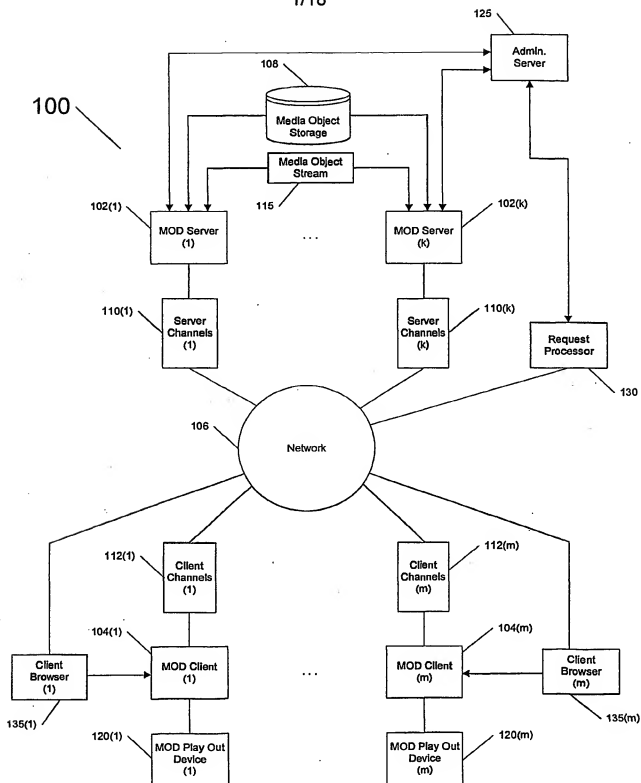 1/18
125
Admin.
Server
108
100
Media Object
Storage
Media Object
Stream
115
102(1)
MOD Server
(1)
...
102(k)
MOD Server
(k)
110(1)
Server
Channels
(1)
110(k)
Server
Channels
(k)
Request
Processor
130
106
Network
112(1)
Client
Channels
(1)
112(m)
Client
Channels
(m)
104(1)
MOD Client
(1)
...
104(m)
MOD Client
(m)
Client
Browser
(1)
135(1)
Client
Browser
(m)
135(m)
120(1)
MOD Play Out
Device
(1)
120(m)
MOD Play Out
Device
(m)